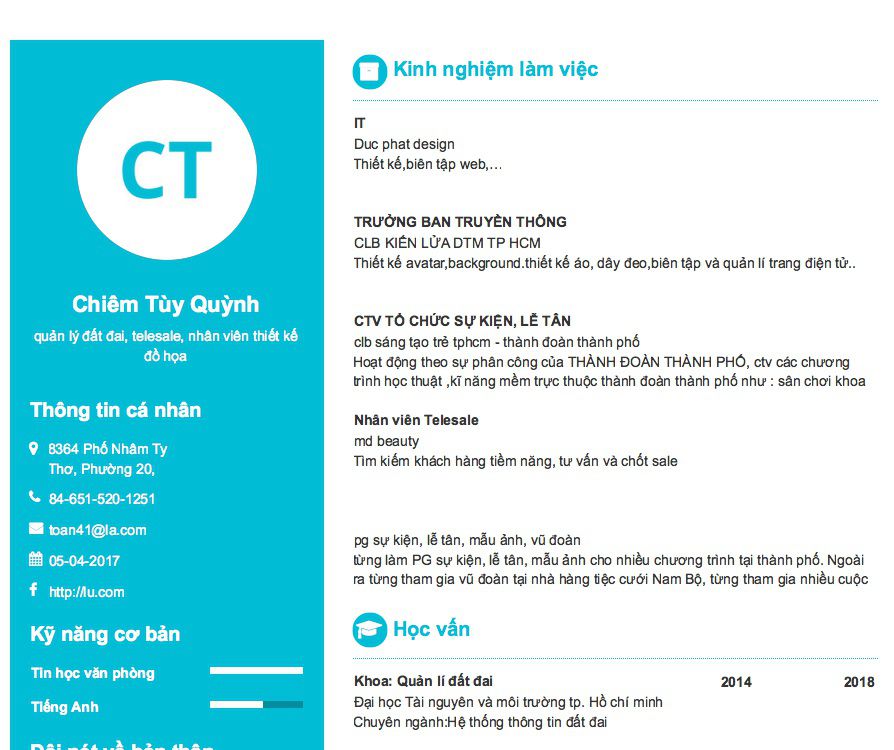 CT
Chiêm Tùy Quỳnh
quản lý đất đai, telesale, nhân viên thiết kế
đồ họa
Thông tin cá nhân
8364 Phố Nhâm Ty
Thơ, Phường 20,
84-651-520-1251
toan41@la.com
05-04-2017
http://lu.com
Kỹ năng cơ bản
Tin học văn phòng
Tiếng Anh
Đôi nét về bản thân
Kinh nghiệm làm việc
IT
Duc phat design
Thiết kế,biên tập web,…
TRƯỞNG BAN TRUYỀN THÔNG
CLB KIẾN LỬA DTM TP HCM
Thiết kế avatar,background.thiết kế áo, dây đeo,biên tập và quản lí trang điện tử..
CTV TỔ CHỨC SỰ KIỆN, LỄ TÂN
clb sáng tạo trẻ tphcm - thành đoàn thành phố
Hoạt động theo sự phân công của THÀNH ĐOÀN THÀNH PHỐ, ctv các chương
trình học thuật ,kĩ năng mềm trực thuộc thành đoàn thành phố như : sân chơi khoa
Nhân viên Telesale
md beauty
Tìm kiếm khách hàng tiềm năng, tư vấn và chốt sale
pg sự kiện, lễ tân, mẫu ảnh, vũ đoàn
từng làm PG sự kiện, lễ tân, mẫu ảnh cho nhiều chương trình tại thành phố. Ngoài
ra từng tham gia vũ đoàn tại nhà hàng tiệc cưới Nam Bộ, từng tham gia nhiều cuộc
Học vấn
Khoa: Quản lí đất đai 2014 2018
Đại học Tài nguyên và môi trường tp. Hồ chí minh
Chuyên ngành:Hệ thống thông tin đất đai